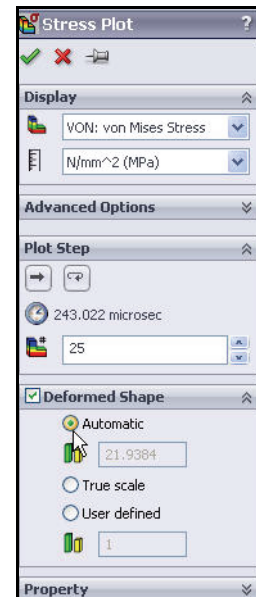 Stress Plot ?
Display
VON: von Mises Stress
N/mm^2 (MPa)
Advanced Options
Plot Step
243.022 microsec
25
Deformed Shape
Automatic
21.9384
True scale
User defined
1
Property